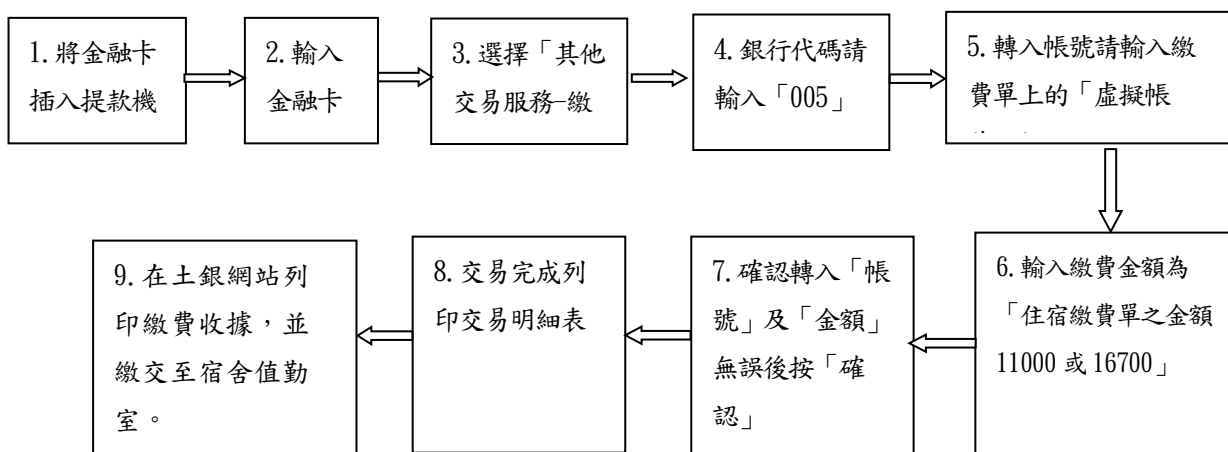 1.將金融卡
插入提款機
2.輸入
金融卡
3.選擇「其他
交易服務-繳
4.銀行代碼請
輸入「005」
5.轉入帳號請輸入繳
費單上的「虛擬帳
6.輸入繳費金額為
「住宿繳費單之金額
11000 或 16700」
7.確認轉入「帳
號」及「金額」
無誤後按「確
認」
8.交易完成列
印交易明細表
9.在土銀網站列
印繳費收據，並
繳交至宿舍值勤
室。